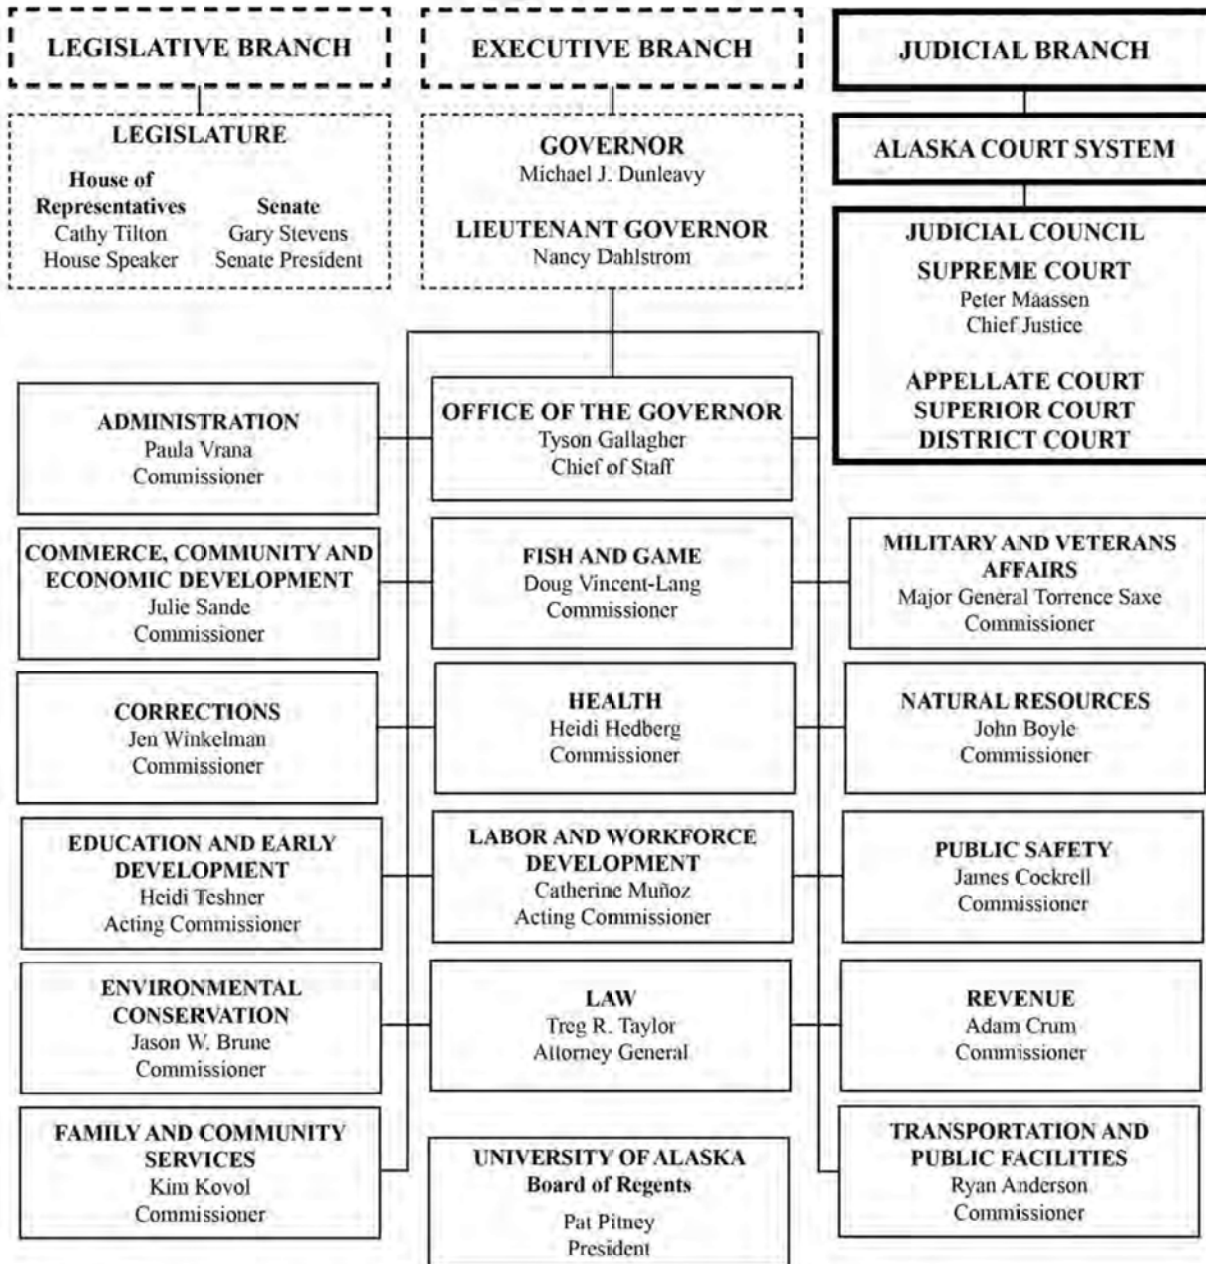 LEGISLATIVE BRANCH
LEGISLATURE
House of
Representatives
Cathy Tilton
House Speaker
Senate
Gary Stevens
Senate President
EXECUTIVE BRANCH
GOVERNOR
Michael J. Dunleavy
LIEUTENANT GOVERNOR
Nancy Dahlstrom
JUDICIAL BRANCH
ALASKA COURT SYSTEM
JUDICIAL COUNCIL
SUPREME COURT
Peter Maassen
Chief Justice
APPELLATE COURT
SUPERIOR COURT
DISTRICT COURT
ADMINISTRATION
Paula Vrana
Commissioner
OFFICE OF THE GOVERNOR
Tyson Gallagher
Chief of Staff
COMMERCE, COMMUNITY AND
ECONOMIC DEVELOPMENT
Julie Sande
Commissioner
FISH AND GAME
Doug Vincent-Lang
Commissioner
MILITARY AND VETERANS
AFFAIRS
Major General Torrence Saxe
Commissioner
CORRECTIONS
Jen Winkelman
Commissioner
HEALTH
Heidi Hedberg
Commissioner
NATURAL RESOURCES
John Boyle
Commissioner
EDUCATION AND EARLY
DEVELOPMENT
Heidi Teshner
Acting Commissioner
LABOR AND WORKFORCE
DEVELOPMENT
Catherine Muñoz
Acting Commissioner
PUBLIC SAFETY
James Cockrell
Commissioner
ENVIRONMENTAL
CONSERVATION
Jason W. Brune
Commissioner
LAW
Treg R. Taylor
Attorney General
REVENUE
Adam Crum
Commissioner
FAMILY AND COMMUNITY
SERVICES
Kim Kovol
Commissioner
UNIVERSITY OF ALASKA
Board of Regents
Pat Pitney
President
TRANSPORTATION AND
PUBLIC FACILITIES
Ryan Anderson
Commissioner